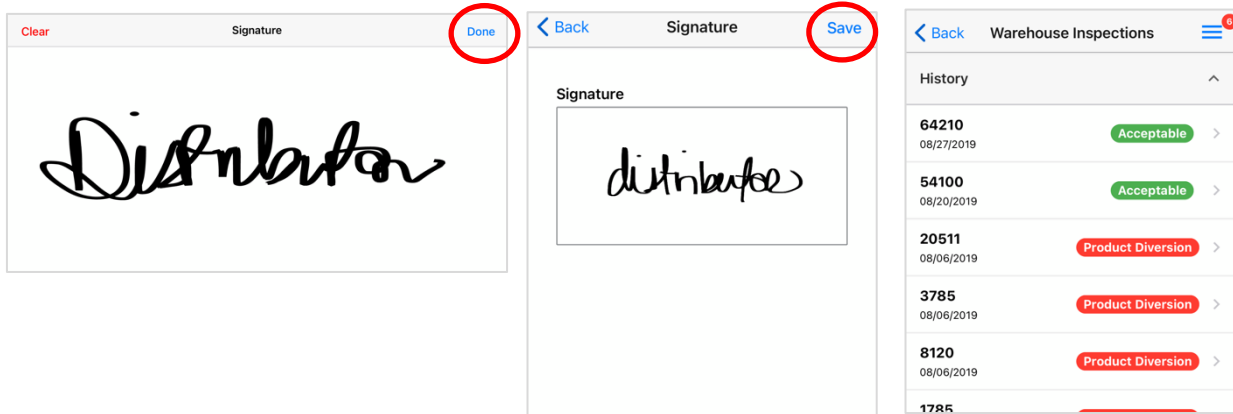 Clear Signature Done
Distributor
Back Signature Save
Signature
distributor
Back Warehouse Inspections 6
History
64210 Acceptable
08/27/2019
54100 Acceptable
08/20/2019
20511 Product Diversion
08/06/2019
3785 Product Diversion
08/06/2019
8120 Product Diversion
08/06/2019
1785